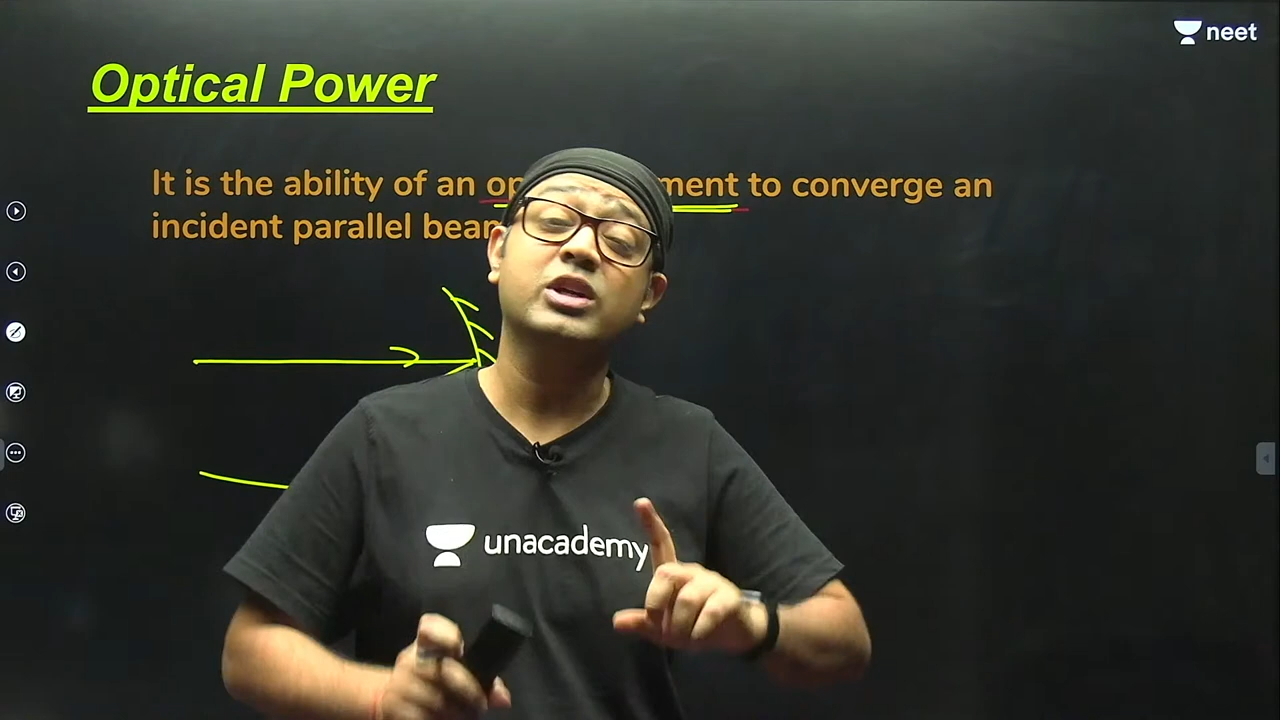 neet
Optical Power
It is the ability of an to converge an
incident parallel
unacademy